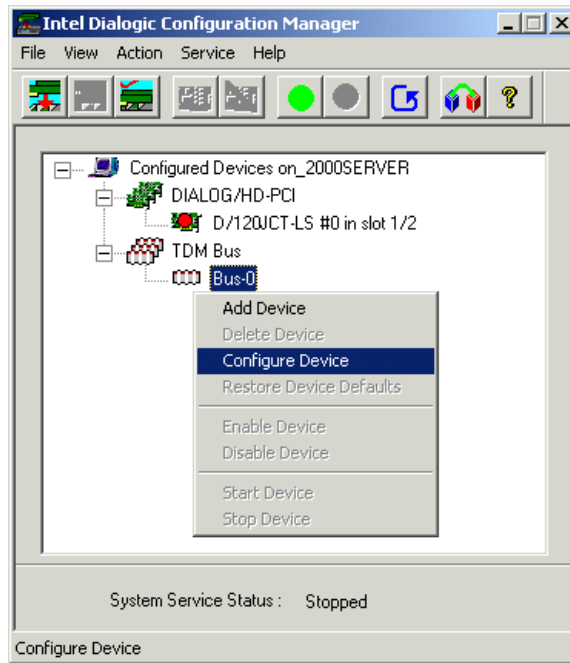 Intel Dialogic Configuration Manager
File View Action Service Help
Configured Devices on_2000SERVER
DIALOG/HD-PCI
D/120JCT-LS #0 in slot 1/2
TDM Bus
Bus-0
Add Device
Delete Device
Configure Device
Restore Device Defaults
Enable Device
Disable Device
Start Device
Stop Device
System Service Status : Stopped
Configure Device